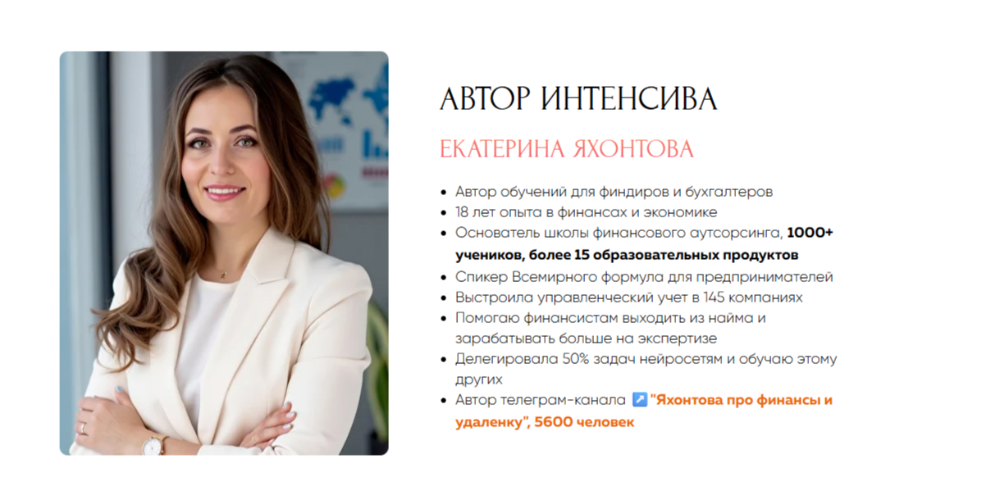 АВТОР ИНТЕНСИВА
ЕКАТЕРИНА ЯХОНТОВА
• Автор обучений для финдиров и бухгалтеров
• 18 лет опыта в финансах и экономике
• Основатель школы финансового аутсорсинга, 1000+
учеников, более 15 образовательных продуктов
• Спикер Всемирного формула для предпринимателей
• Выстроила управленческий учет в 145 компаниях
• Помогаю финансистам выходить из найма и
зарабатывать больше на экспертизе
• Делегировала 50% задач нейросетям и обучаю этому
других
• Автор телеграм-канала ↗️ "Яхонтова про финансы и
удаленку", 5600 человек